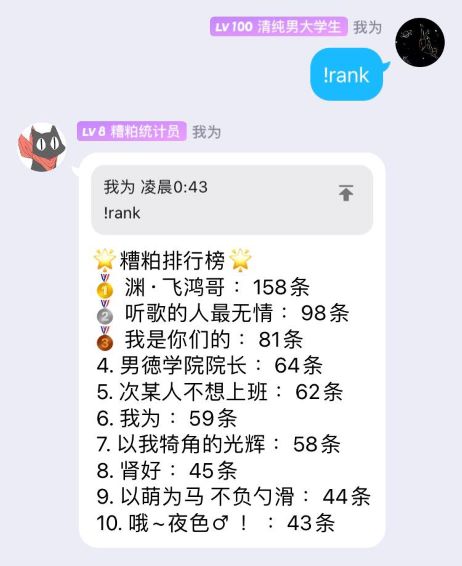 LV 100 清纯男大学生 我为
!rank
LV 8 糟粕统计员 我为
我为 凌晨0:43
!rank
🌟糟粕排行榜🌟
🥇 渊·飞鸿哥： 158条
🥈 听歌的人最无情： 98条
🥉 我是你们的： 81条
4. 男德学院院长： 64条
5. 次某人不想上班： 62条
6. 我为： 59条
7. 以我犄角的光辉： 58条
8. 肾好： 45条
9. 以萌为马 不负勺滑： 44条
10. 哦~夜色♂！： 43条